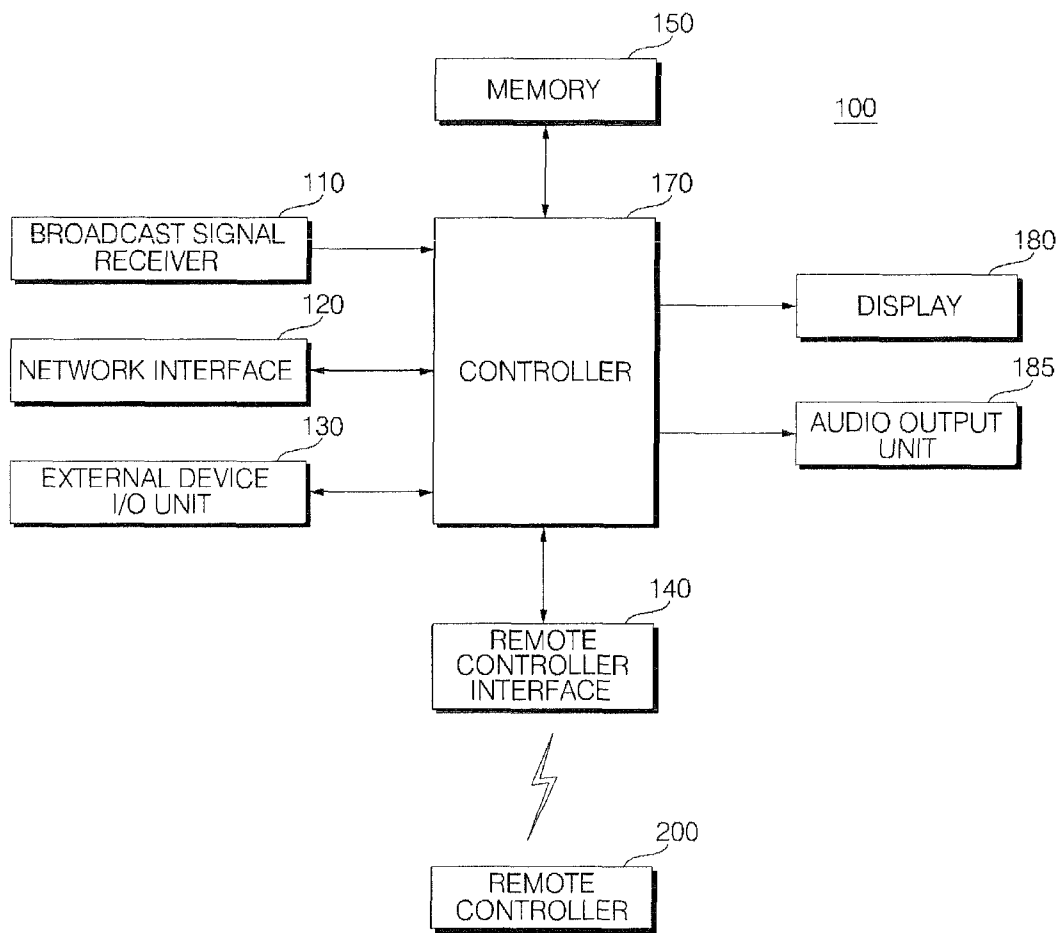 150
MEMORY
100
110
170
BROADCAST SIGNAL
RECEIVER
180
DISPLAY
120
NETWORK INTERFACE
CONTROLLER
185
AUDIO OUTPUT
UNIT
130
EXTERNAL DEVICE
I/O UNIT
140
REMOTE
CONTROLLER
INTERFACE
200
REMOTE
CONTROLLER